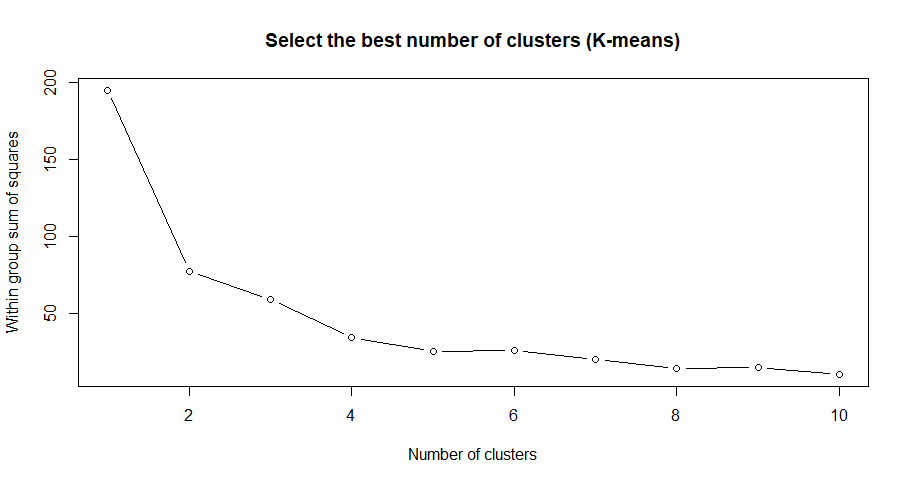 Select the best number of clusters (K-means)
Within group sum of squares
200
150
100
50
2 4 6 8 10
Number of clusters